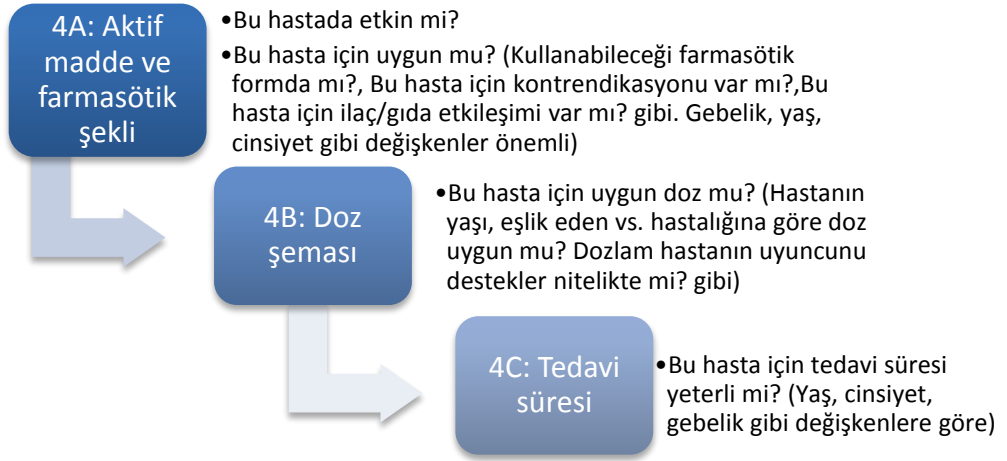 4A: Aktif
madde ve
farmasötik
şekli
•Bu hastada etkin mi?
•Bu hasta için uygun mu? (Kullanabileceği farmasötik
formda mı?, Bu hasta için kontrendikasyonu var mı?,Bu
hasta için ilaç/gıda etkileşimi var mı? gibi. Gebelik, yaş,
cinsiyet gibi değişkenler önemli)
4B: Doz
şeması
•Bu hasta için uygun doz mu? (Hastanın
yaşı, eşlik eden vs. hastalığına göre doz
uygun mu? Dozlam hastanın uyuncunu
destekler nitelikte mi? gibi)
4C: Tedavi
süresi
•Bu hasta için tedavi süresi
yeterli mi? (Yaş, cinsiyet,
gebelik gibi değişkenlere göre)